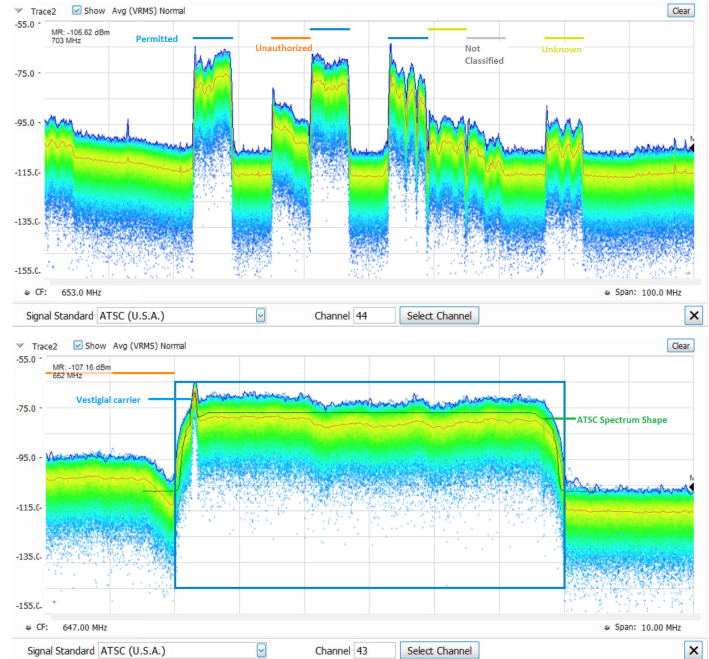 Trace2 Show Avg (VRMS) Normal Clear
-55.0
MR: -106.62 dBm
703 MHz
Permitted
Unauthorized
Not
Classified
Unknown
-75.0
-95.0
M
-115.0
-135.0
-155.0
CF: 653.0 MHz Span: 100.0 MHz
Signal Standard ATSC (U.S.A.) Channel 44 Select Channel X
Trace2 Show Avg (VRMS) Normal Clear
-55.0
MR: -107.16 dBm
652 MHz
Vestigial carrier
-75.0
ATSC Spectrum Shape
-95.0
M
-115.0
-135.0
-155.0
CF: 647.00 MHz Span: 10.00 MHz
Signal Standard ATSC (U.S.A.) Channel 43 Select Channel X